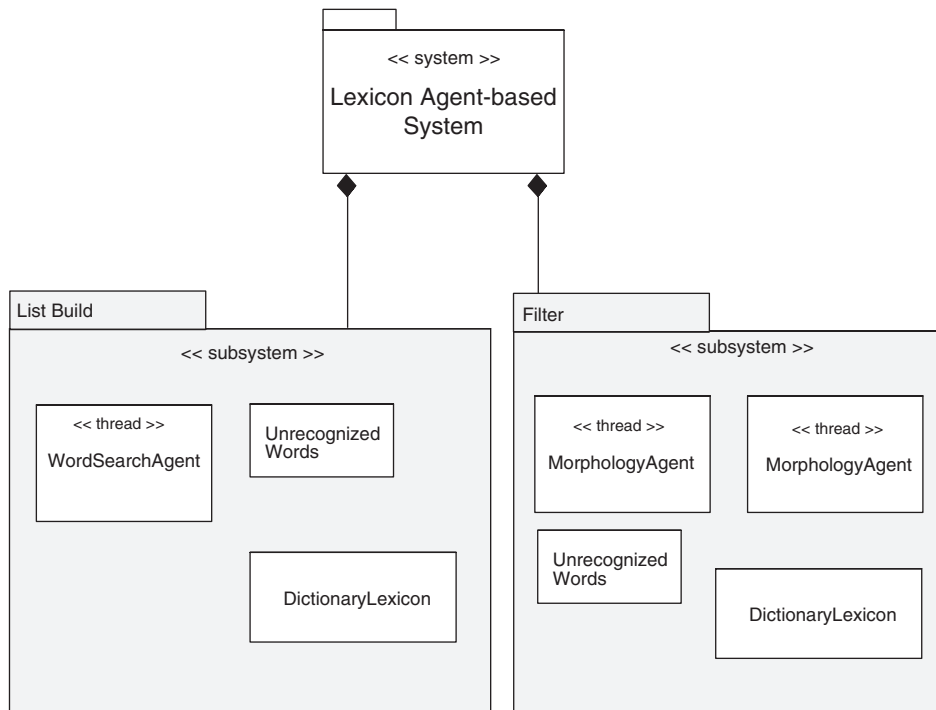 << system >>
Lexicon Agent-based
System
List Build
<< subsystem >>
<< thread >>
WordSearchAgent
Unrecognized
Words
DictionaryLexicon
Filter
<< subsystem >>
<< thread >>
MorphologyAgent
<< thread >>
MorphologyAgent
Unrecognized
Words
DictionaryLexicon